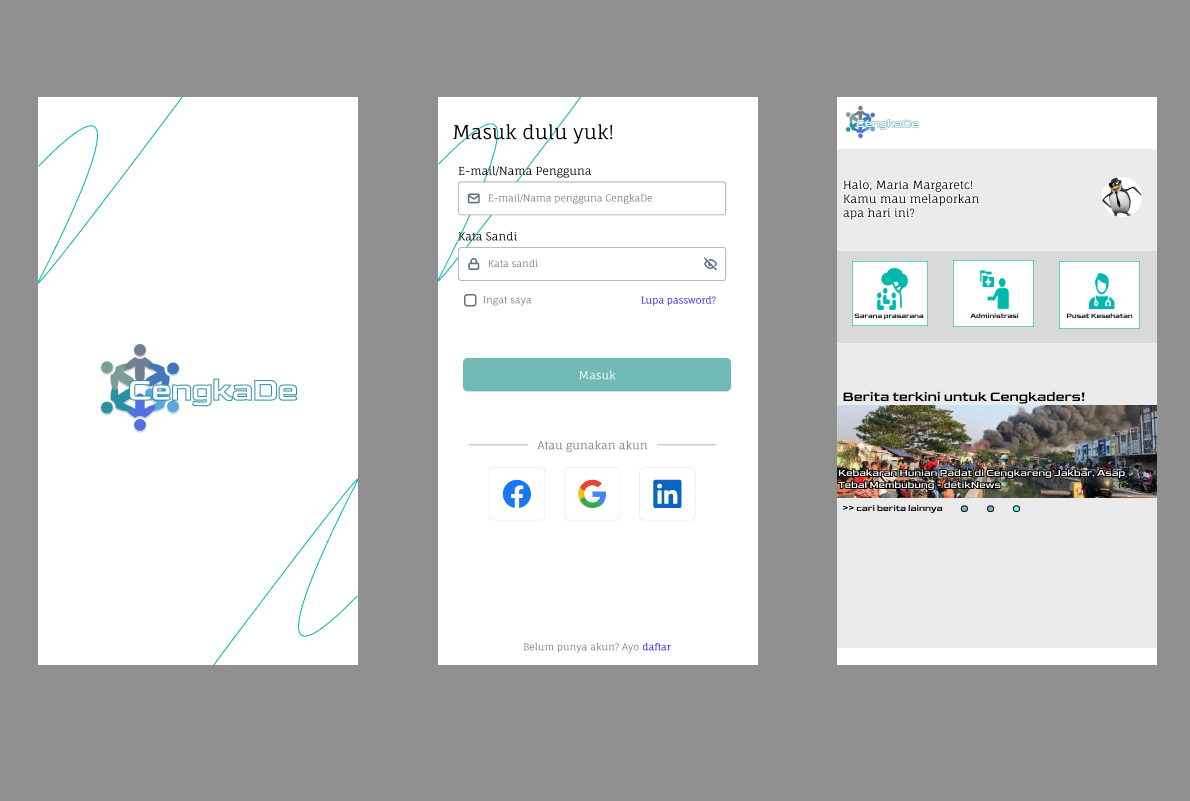 CengkaDe
Masuk dulu yuk!
E-mail/Nama Pengguna
E-mail/Nama pengguna CengkaDe
Kata Sandi
Kata sandi
Ingat saya
Lupa password?
Masuk
Atau gunakan akun
Belum punya akun? Ayo daftar
CengkaDe
Halo, Maria Margaretc!
Kamu mau melaporkan
apa hari ini?
Sarana prasarana
Administrasi
Pusat Kesehatan
Berita terkini untuk Cengkaders!
Kebakaran Hunian Padat di Cengkareng Jakbar, Asap
Tebal Membubung - detikNews
>> cari berita lainnya